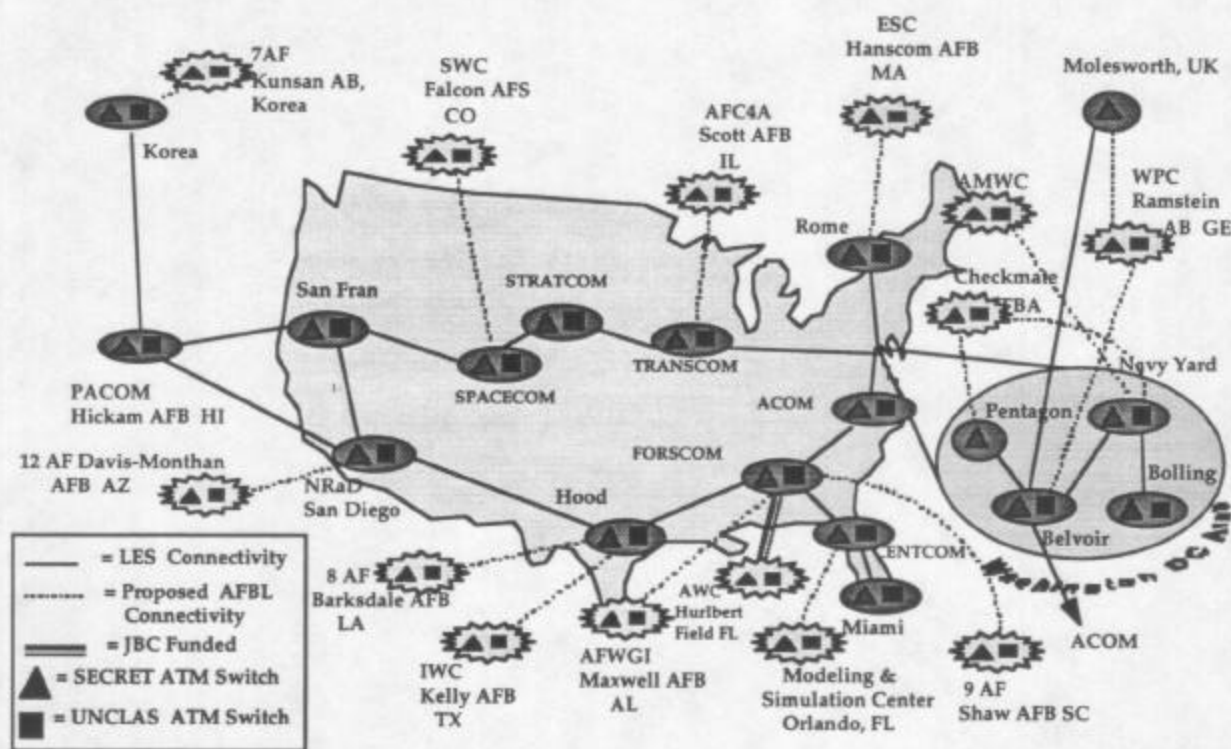 7AF
Kunsan AB,
Korea
Korea
SWC
Falcon AFS
CO
AFC4A
Scott AFB
IL
ESC
Hanscom AFB
MA
Molesworth, UK
WPC
Ramstein
AB GE
AMWC
Rome
Checkmate
TBA
Navy Yard
San Fran
STRATCOM
SPACECOM
TRANSCOM
PACOM
Hickam AFB HI
ACOM
Pentagon
Bolling
Belvoir
12 AF Davis-Monthan
AFB AZ
NRaD
San Diego
Hood
FORSCOM
CENTCOM
Miami
8 AF
Barksdale AFB
LA
IWC
Kelly AFB
TX
AFWGI
Maxwell AFB
AL
AWC
Hurlbert
Field FL
Modeling &
Simulation Center
Orlando, FL
9 AF
Shaw AFB SC
ACOM
= LES Connectivity
= Proposed AFBL
Connectivity
= JBC Funded
= SECRET ATM Switch
= UNCLAS ATM Switch